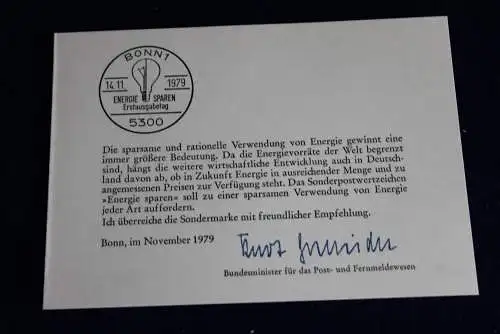 BONN 1
14.11. 1979
ENERGIE SPAREN
Erstausgabetag
5300
Die sparsame und rationelle Verwendung von Energie gewinnt eine
immer größere Bedeutung. Da die Energievorräte der Welt begrenzt
sind, hängt die weitere wirtschaftliche Entwicklung auch in Deutsch-
land davon ab, ob in Zukunft Energie in ausreichender Menge und zu
angemessenen Preisen zur Verfügung steht. Das Sonderpostwertzeichen
»Energie sparen« soll zu einer sparsamen Verwendung von Energie
jeder Art auffordern.
Ich überreiche die Sondermarke mit freundlicher Empfehlung.
Bonn, im November 1979
Bundesminister für das Post- und Fernmeldewesen